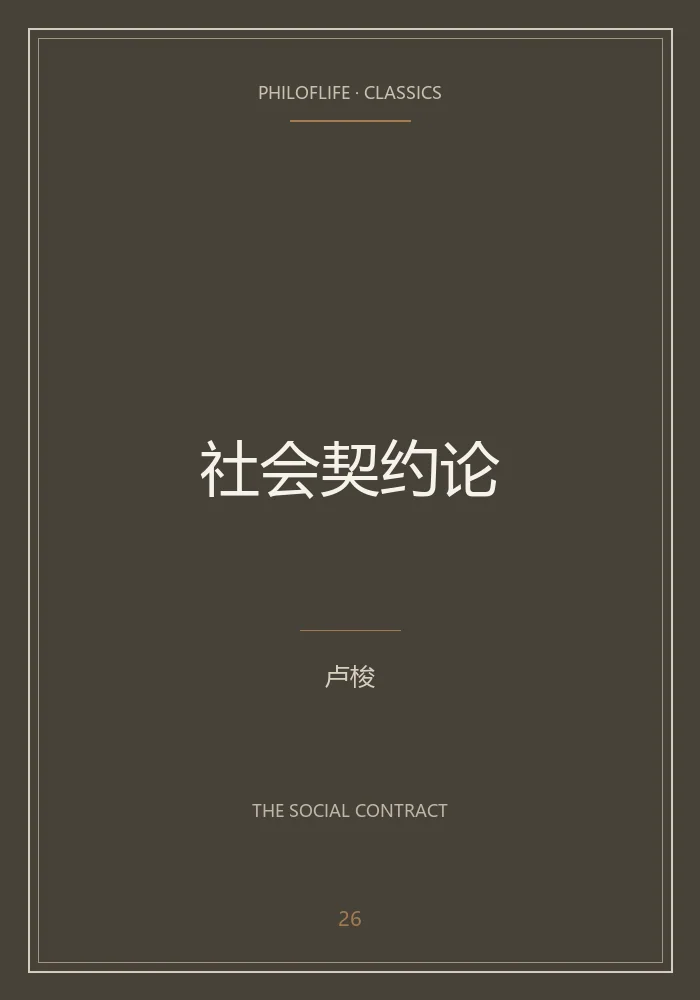 PHILOFLIFE · CLASSICS
社会契约论
卢梭
THE SOCIAL CONTRACT
26